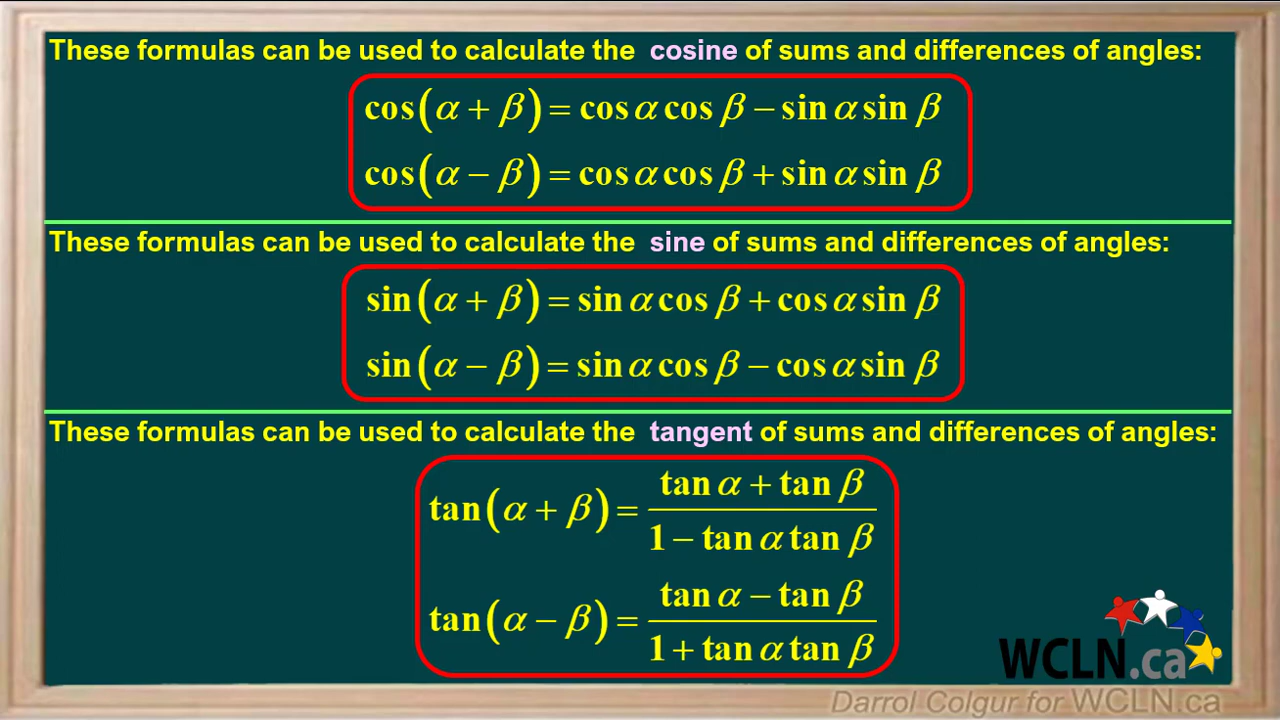 These formulas can be used to calculate the cosine of sums and differences of angles:
cos(α + β) = cos α cos β − sin α sin β
cos(α − β) = cos α cos β + sin α sin β
These formulas can be used to calculate the sine of sums and differences of angles:
sin(α + β) = sin α cos β + cos α sin β
sin(α − β) = sin α cos β − cos α sin β
These formulas can be used to calculate the tangent of sums and differences of angles:
tan(α + β) = (tan α + tan β) / (1 − tan α tan β)
tan(α − β) = (tan α − tan β) / (1 + tan α tan β)
WCLN.ca
Darrol Colgur for WCLN.ca